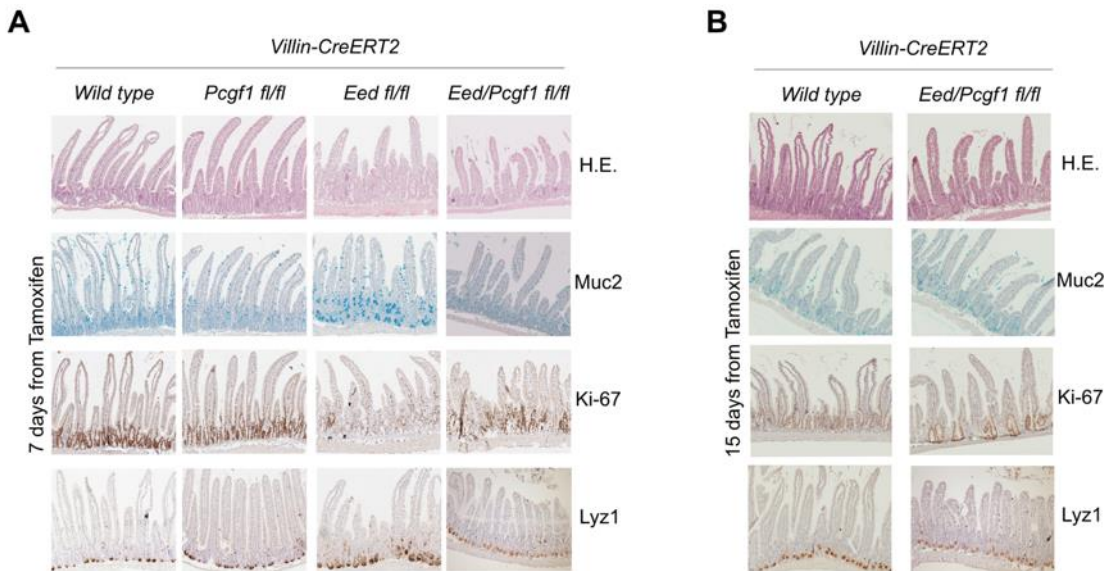 A
Villin-CreERT2
Wild type Pcgf1 fl/fl Eed fl/fl Eed/Pcgf1 fl/fl
H.E.
Muc2
Ki-67
Lyz1
7 days from Tamoxifen
B
Villin-CreERT2
Wild type Eed/Pcgf1 fl/fl
H.E.
Muc2
Ki-67
Lyz1
15 days from Tamoxifen